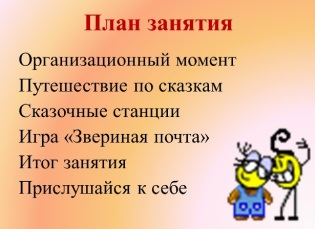 План занятия
Организационный момент
Путешествие по сказкам
Сказочные станции
Игра «Звериная почта»
Итог занятия
Прислушайся к себе